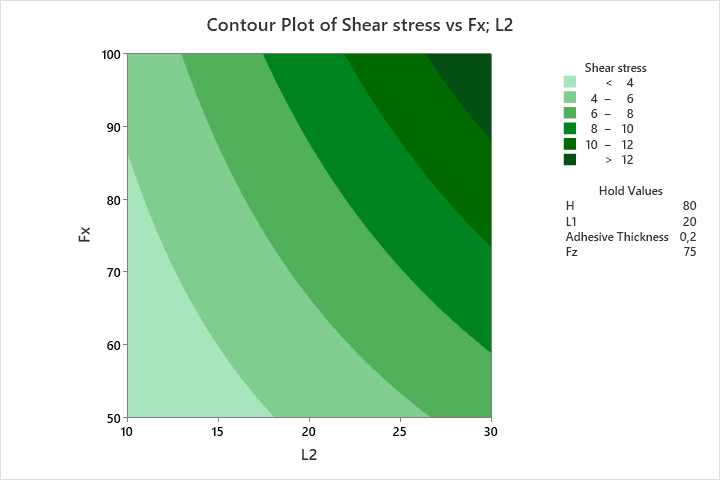 Contour Plot of Shear stress vs Fx; L2
Shear stress
< 4
4 – 6
6 – 8
8 – 10
10 – 12
> 12
Hold Values
H 80
L1 20
Adhesive Thickness 0,2
Fz 75
Fx
100
90
80
70
60
50
10 15 20 25 30
L2